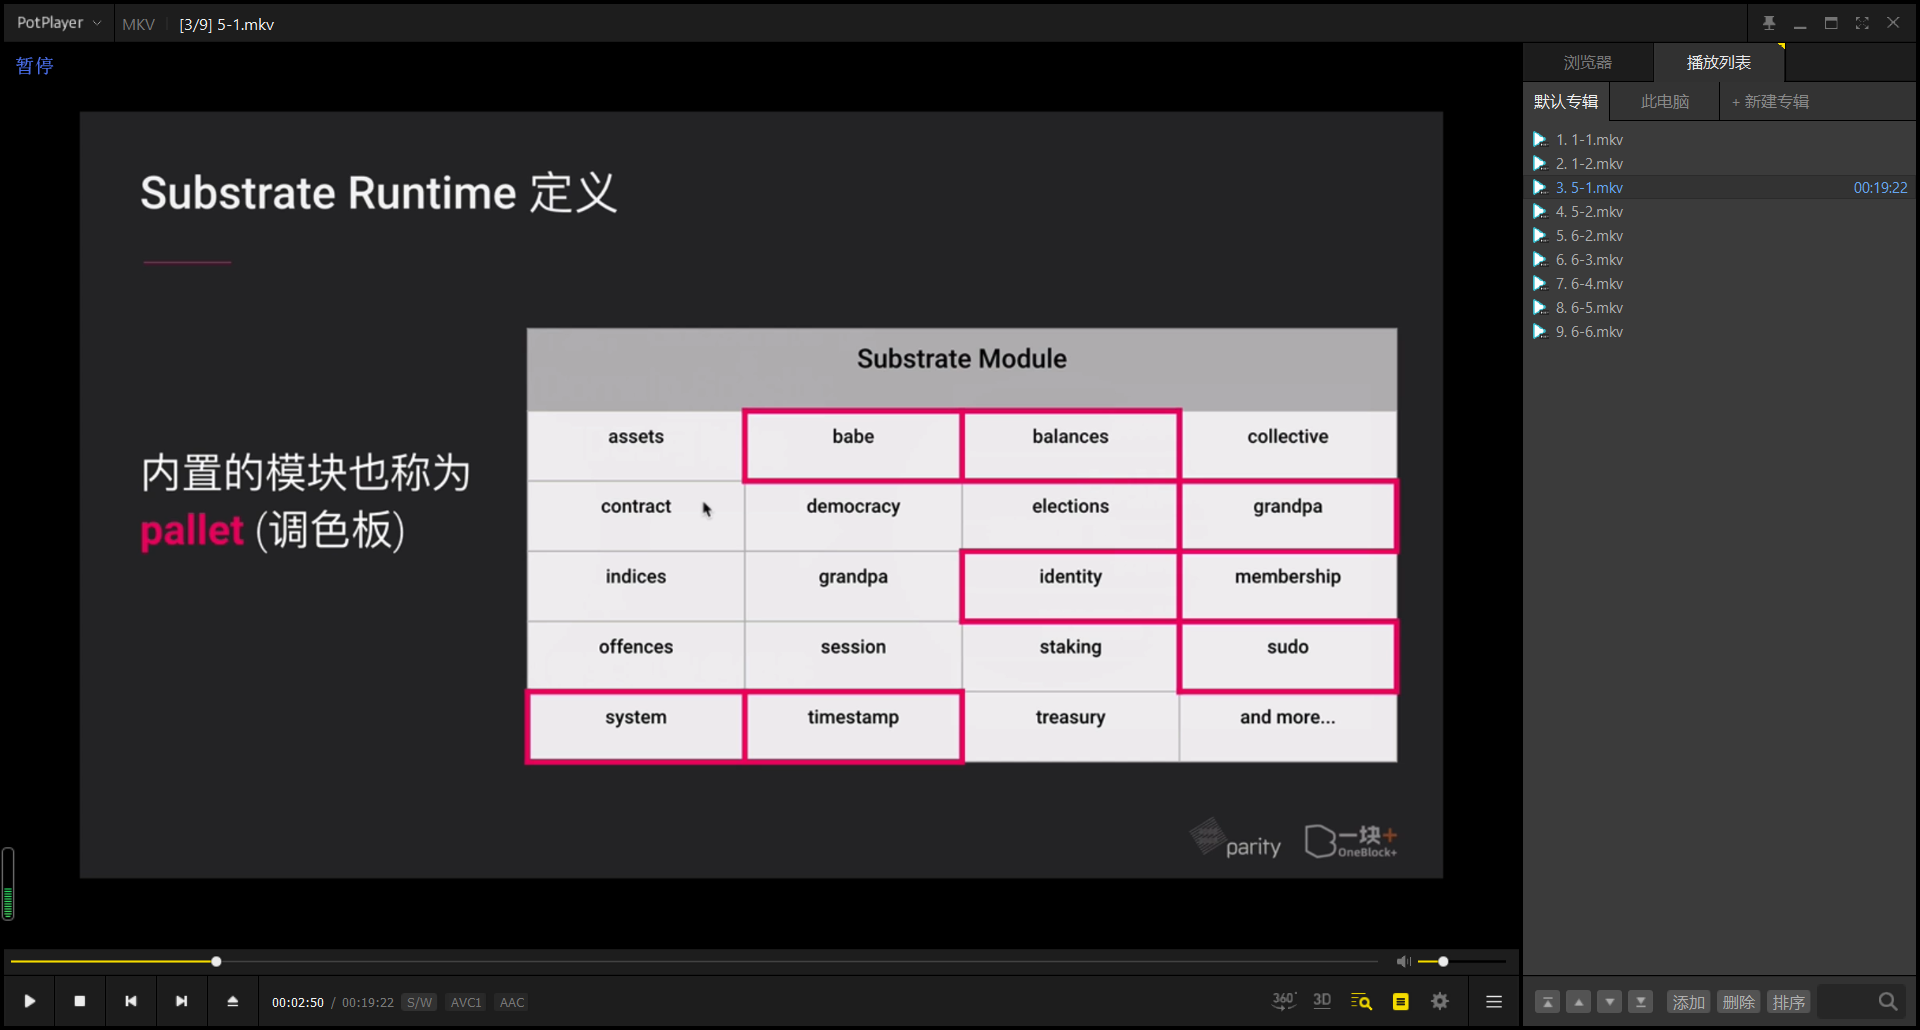 PotPlayer MKV [3/9] 5-1.mkv
暂停
Substrate Runtime 定义
内置的模块也称为
pallet (调色板)
Substrate Module
assets babe balances collective
contract democracy elections grandpa
indices grandpa identity membership
offences session staking sudo
system timestamp treasury and more...
parity 一块+
OneBlock+
00:02:50 / 00:19:22 S/W AVC1 AAC
360° 3D
浏览器 播放列表
默认专辑 此电脑 + 新建专辑
1. 1-1.mkv
2. 1-2.mkv
3. 5-1.mkv 00:19:22
4. 5-2.mkv
5. 6-2.mkv
6. 6-3.mkv
7. 6-4.mkv
8. 6-5.mkv
9. 6-6.mkv
添加 删除 排序